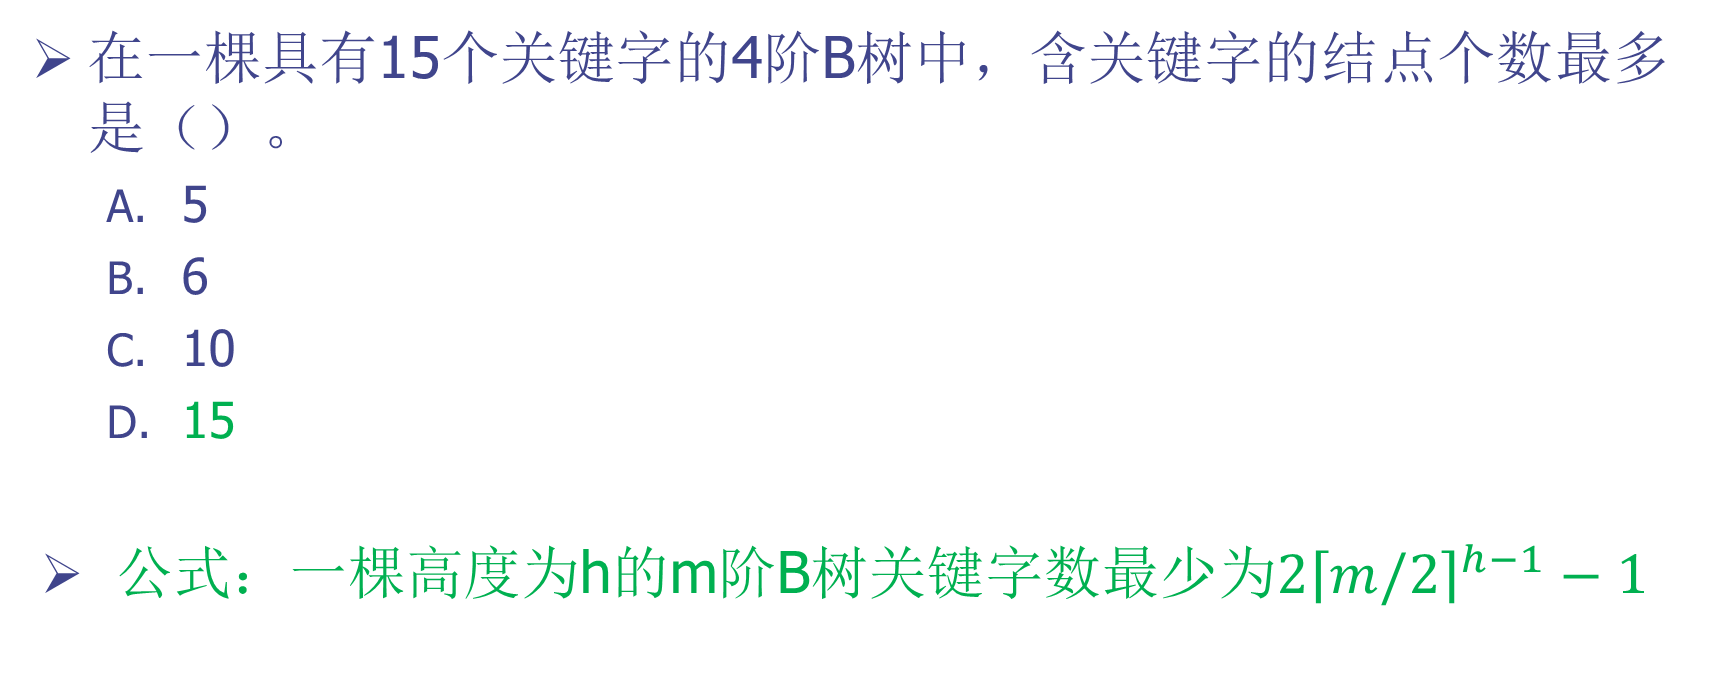 在一棵具有15个关键字的4阶B树中，含关键字的结点个数最多
是（）。
A. 5
B. 6
C. 10
D. 15
公式：一棵高度为h的m阶B树关键字数最少为2⌈m/2⌉^{h−1} − 1